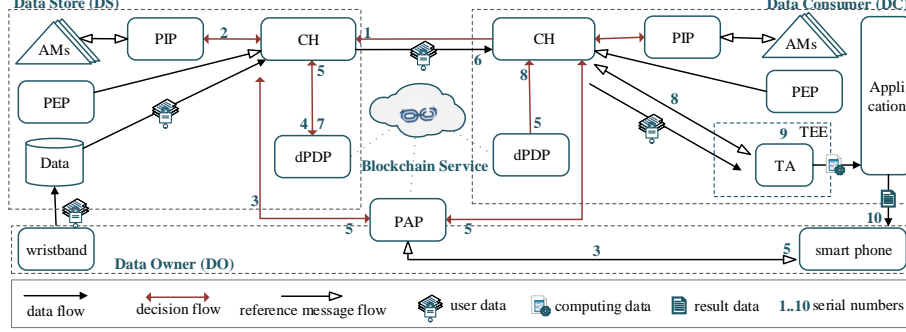 Data Store (DS)
Data Consumer (DC)
AMs
PIP
2
CH
1
CH
PIP
AMs
Appli
cation
6
5
8
PEP
PEP
8
4
7
5
9
TEE
Data
dPDP
Blockchain Service
dPDP
TA
3
PAP
10
5
5
wristband
3
5
smart phone
Data Owner (DO)
data flow
decision flow
reference message flow
user data
computing data
result data
1..10 serial numbers